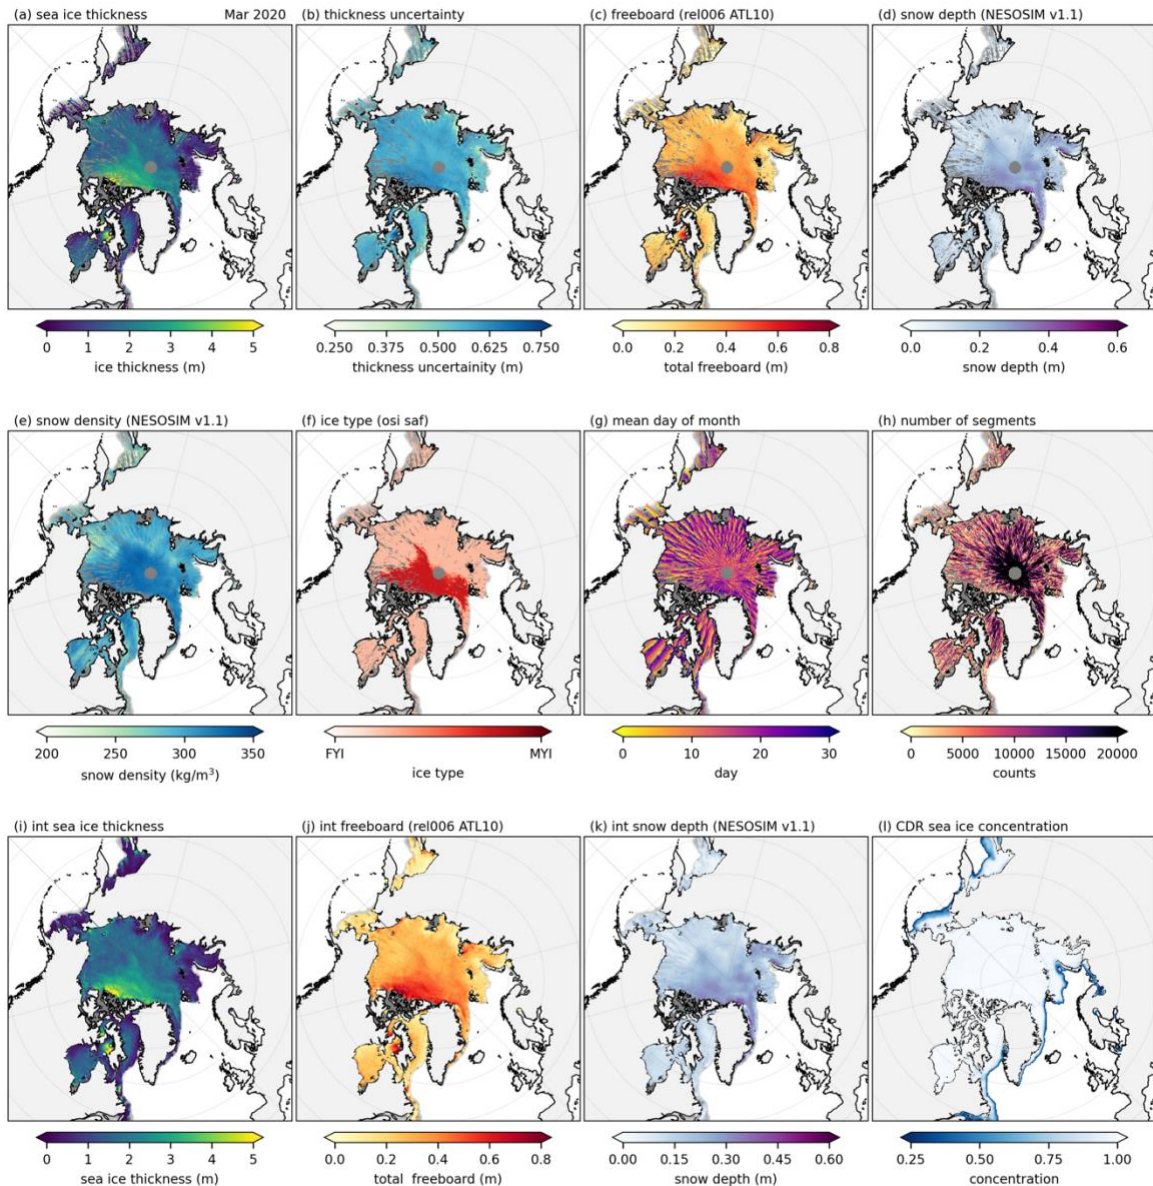 (a) sea ice thickness Mar 2020
(b) thickness uncertainty
(c) freeboard (rel006 ATL10)
(d) snow depth (NESOSIM v1.1)
0 1 2 3 4 5
ice thickness (m)
0.250 0.375 0.500 0.625 0.750
thickness uncertainity (m)
0.0 0.2 0.4 0.6 0.8
total freeboard (m)
0.0 0.2 0.4 0.6
snow depth (m)
(e) snow density (NESOSIM v1.1)
(f) ice type (osi saf)
(g) mean day of month
(h) number of segments
200 250 300 350
snow density (kg/m³)
FYI MYI
ice type
0 10 20 30
day
0 5000 10000 15000 20000
counts
(i) int sea ice thickness
(j) int freeboard (rel006 ATL10)
(k) int snow depth (NESOSIM v1.1)
(l) CDR sea ice concentration
0 1 2 3 4 5
sea ice thickness (m)
0.0 0.2 0.4 0.6 0.8
total freeboard (m)
0.00 0.15 0.30 0.45 0.60
snow depth (m)
0.25 0.50 0.75 1.00
concentration